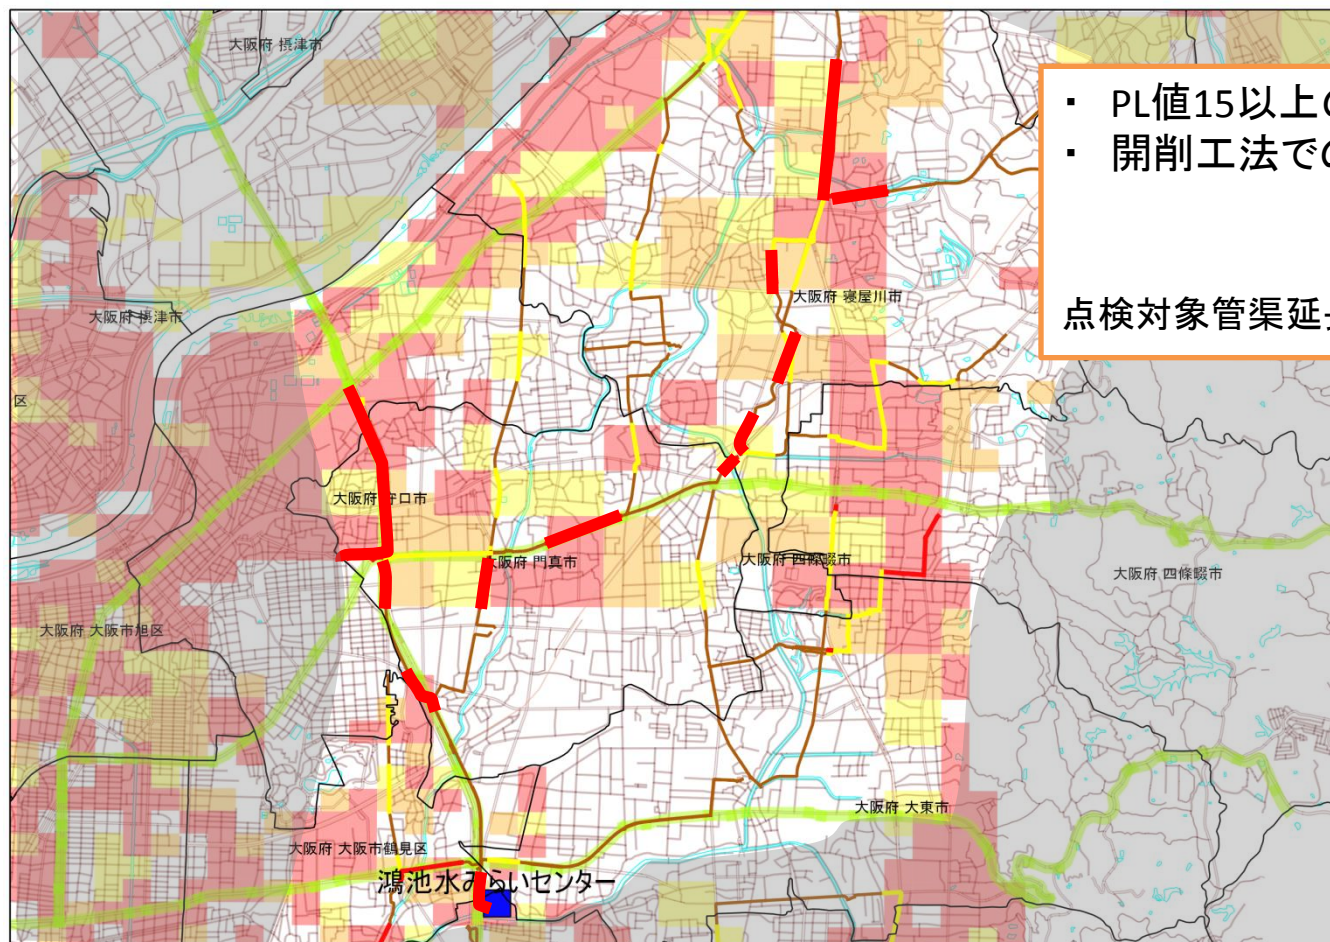 大阪府 摂津市
・ PL値15以上の
・ 開削工法での
大阪府 寝屋川市
大阪府 摂津市
点検対象管渠延長
区
大阪府 守口市
大阪府 門真市
大阪府 四條畷市
大阪府 四條畷市
大阪府 大阪市旭区
大阪府 大東市
大阪府 大阪市鶴見区
鴻池水みらいセンター